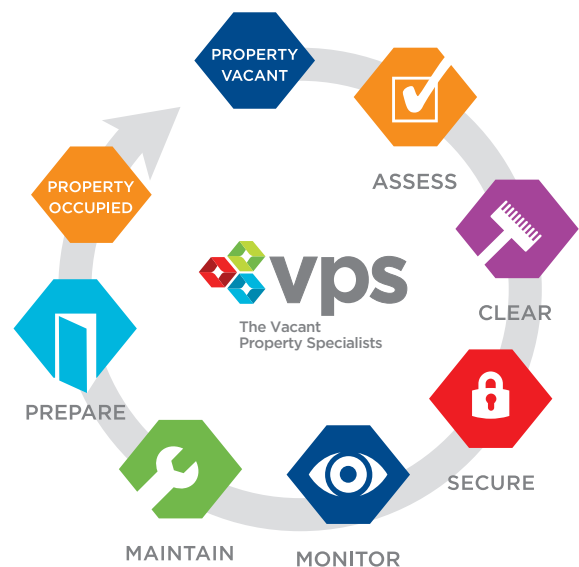 PROPERTY
VACANT
ASSESS
CLEAR
SECURE
MONITOR
MAINTAIN
PREPARE
PROPERTY
OCCUPIED
vps
The Vacant
Property Specialists